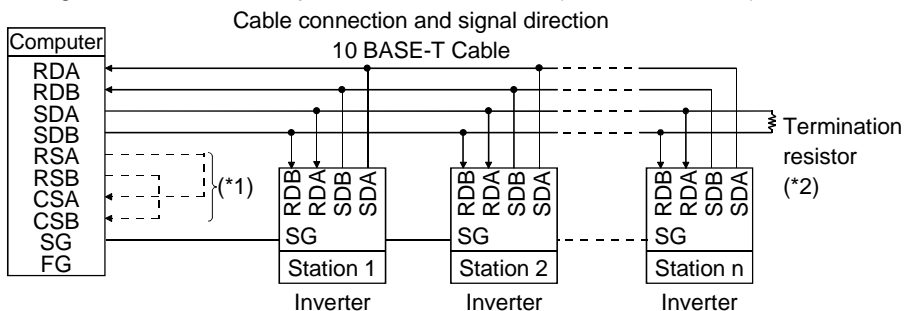 Cable connection and signal direction
10 BASE-T Cable
Computer
RDA
RDB
SDA
SDB
RSA
RSB
CSA
CSB
SG
FG
(*1)
Termination
resistor
(*2)
RDB
RDA
SDB
SDA
SG
Station 1
Inverter
RDB
RDA
SDB
SDA
SG
Station 2
Inverter
RDB
RDA
SDB
SDA
SG
Station n
Inverter